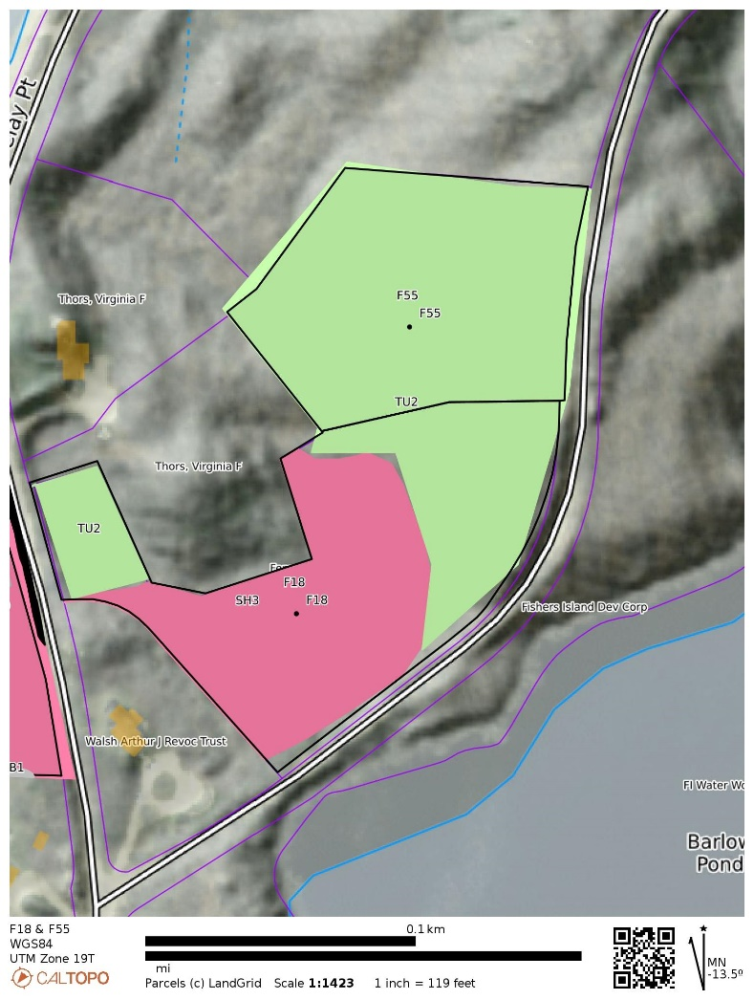 Clay Pt
Thors, Virginia F
F55
F55
TU2
Thors, Virginia F
TU2
F18
SH3
F18
Fishers Island Dev Corp
Walsh Arthur J Revoc Trust
B1
FI Water Wo
Barlow
Pond
F18 & F55
WGS84
UTM Zone 19T
CALTOPO
0.1 km
mi
Parcels (c) LandGrid Scale 1:1423 1 inch = 119 feet
MN
-13.5º